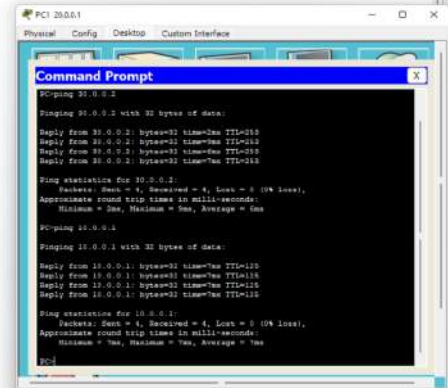 PC1 20.0.0.1
Physical Config Desktop Custom Interface
Command Prompt
X
PC>ping 30.0.0.2
Pinging 30.0.0.2 with 32 bytes of data:
Reply from 30.0.0.2: bytes=32 time=2ms TTL=253
Reply from 30.0.0.2: bytes=32 time=9ms TTL=253
Reply from 30.0.0.2: bytes=32 time=6ms TTL=253
Reply from 30.0.0.2: bytes=32 time=7ms TTL=253
Ping statistics for 30.0.0.2:
Packets: Sent = 4, Received = 4, Lost = 0 (0% loss),
Approximate round trip times in milli-seconds:
Minimum = 2ms, Maximum = 9ms, Average = 6ms
PC>ping 10.0.0.1
Pinging 10.0.0.1 with 32 bytes of data:
Reply from 10.0.0.1: bytes=32 time=7ms TTL=125
Reply from 10.0.0.1: bytes=32 time=7ms TTL=125
Reply from 10.0.0.1: bytes=32 time=7ms TTL=125
Reply from 10.0.0.1: bytes=32 time=7ms TTL=125
Ping statistics for 10.0.0.1:
Packets: Sent = 4, Received = 4, Lost = 0 (0% loss),
Approximate round trip times in milli-seconds:
Minimum = 7ms, Maximum = 7ms, Average = 7ms
PC>